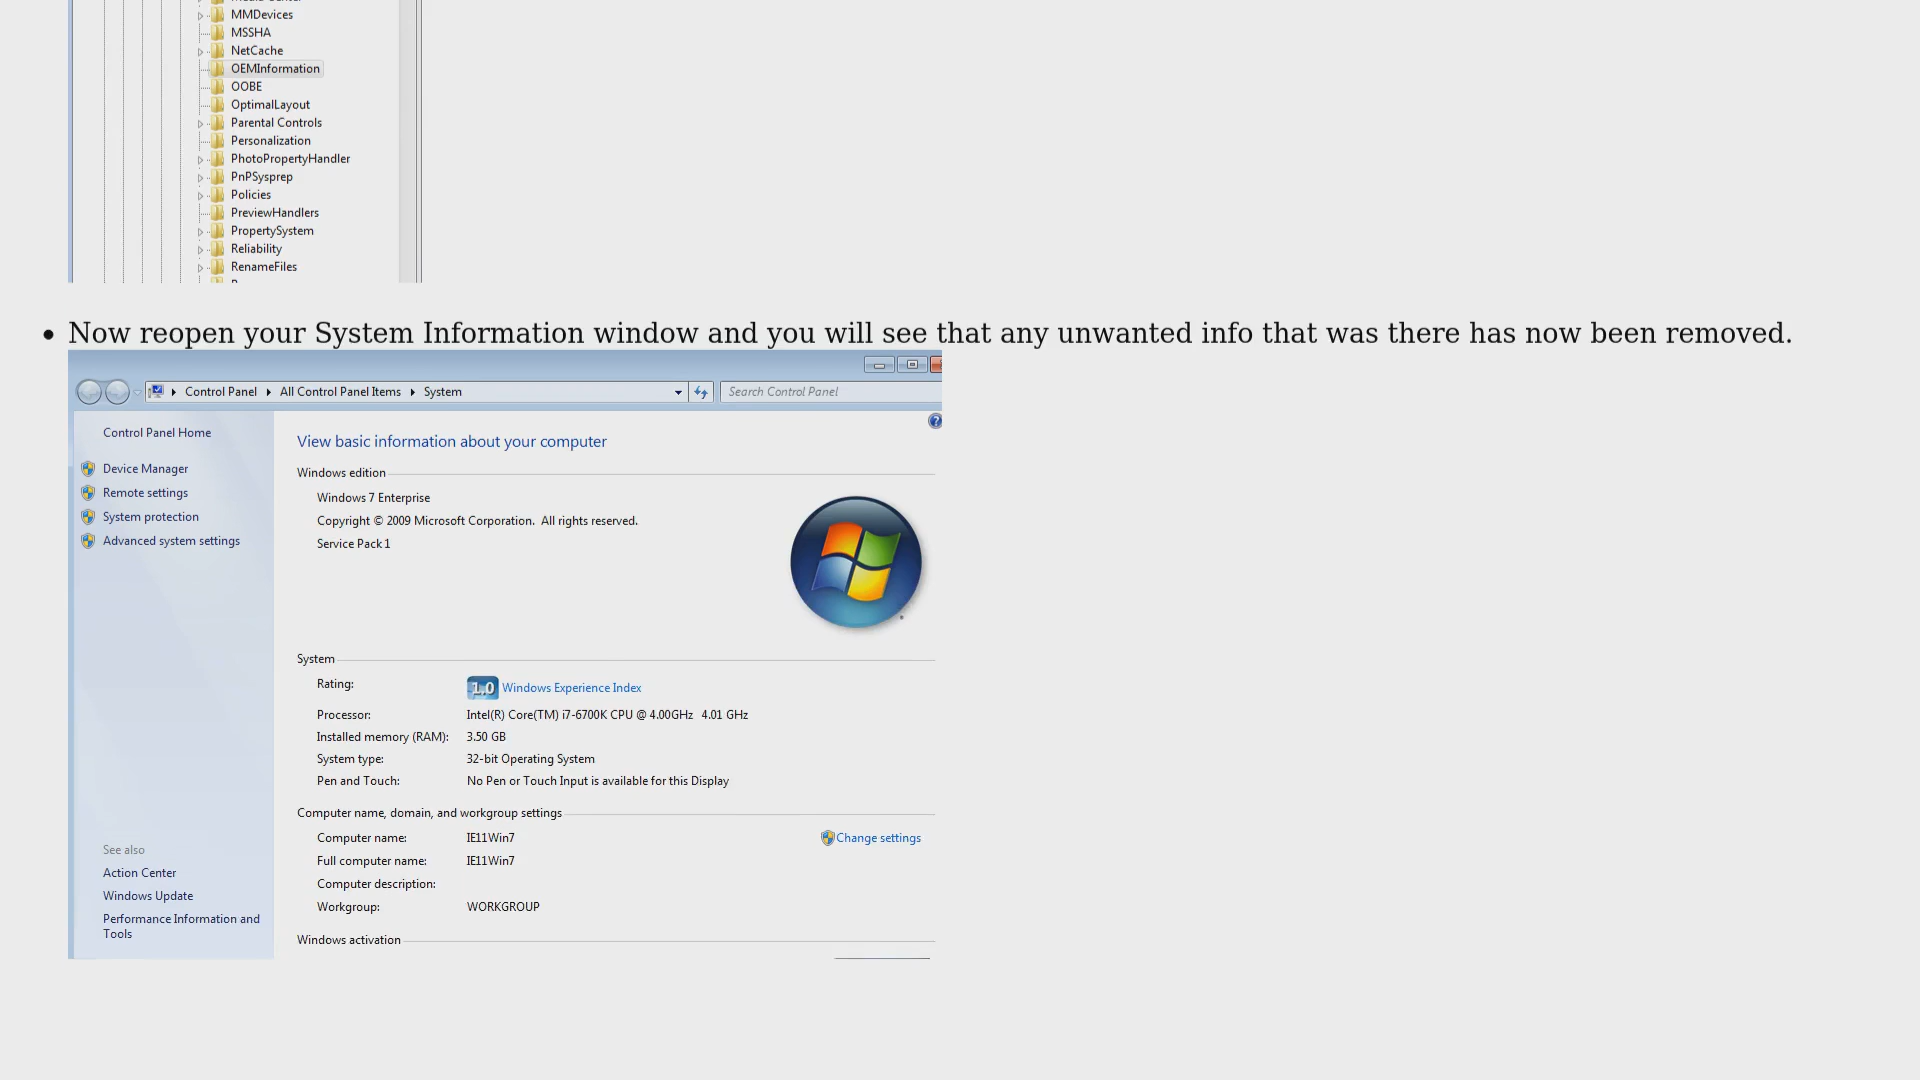 MMDevices
MSSHA
NetCache
OEMInformation
OOBE
OptimalLayout
Parental Controls
Personalization
PhotoPropertyHandler
PnPSysprep
Policies
PreviewHandlers
PropertySystem
Reliability
RenameFiles
Now reopen your System Information window and you will see that any unwanted info that was there has now been removed.
Control Panel All Control Panel Items System Search Control Panel
Control Panel Home
Device Manager
Remote settings
System protection
Advanced system settings
See also
Action Center
Windows Update
Performance Information and
Tools
View basic information about your computer
Windows edition
Windows 7 Enterprise
Copyright © 2009 Microsoft Corporation. All rights reserved.
Service Pack 1
System
Rating: 1.0 Windows Experience Index
Processor: Intel(R) Core(TM) i7-6700K CPU @ 4.00GHz 4.01 GHz
Installed memory (RAM): 3.50 GB
System type: 32-bit Operating System
Pen and Touch: No Pen or Touch Input is available for this Display
Computer name, domain, and workgroup settings
Computer name: IE11Win7 Change settings
Full computer name: IE11Win7
Computer description:
Workgroup: WORKGROUP
Windows activation